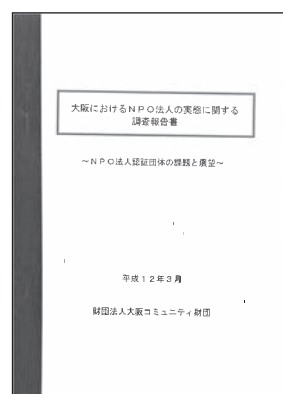 大阪におけるＮＰＯ法人の実態に関する
調査報告書
～ＮＰＯ法人認証団体の課題と展望～
平成１２年３月
財団法人大阪コミュニティ財団